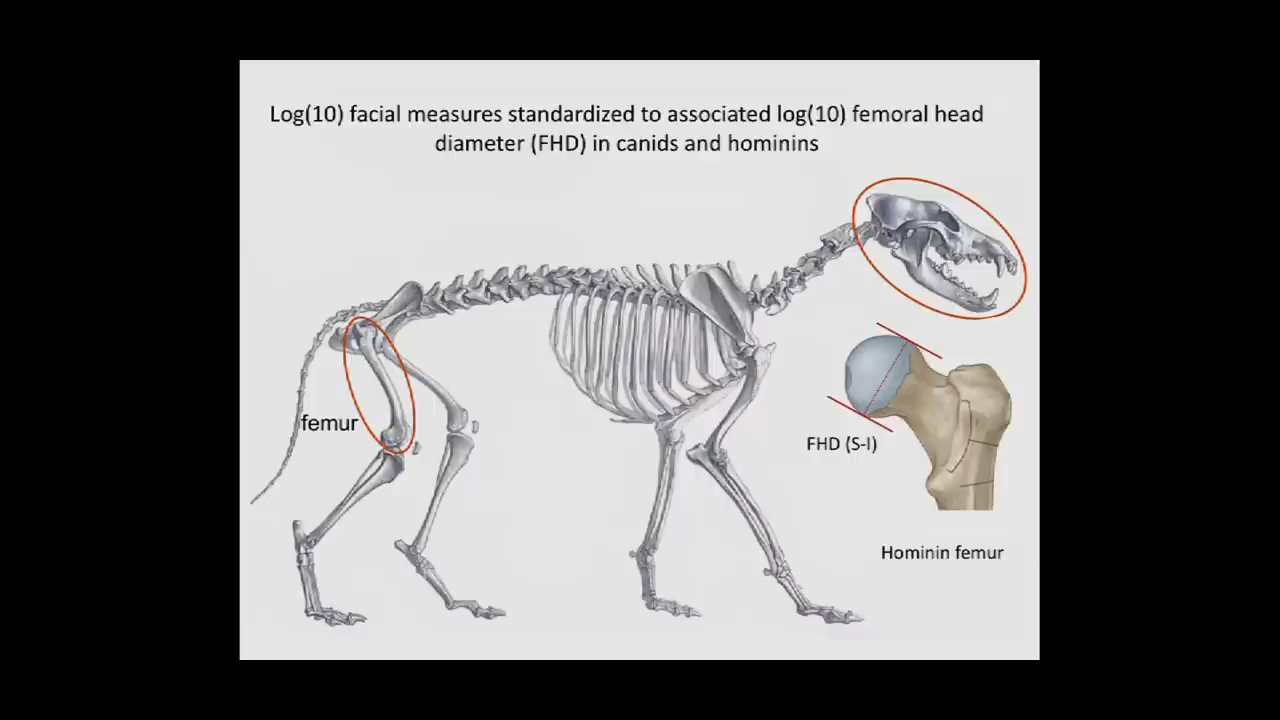 Log(10) facial measures standardized to associated log(10) femoral head
diameter (FHD) in canids and hominins
femur
FHD (S-I)
Hominin femur